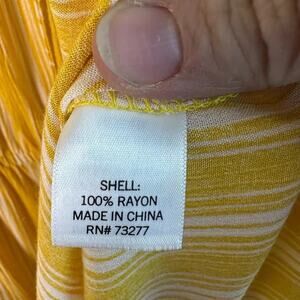 SHELL:
100% RAYON
MADE IN CHINA
RN# 73277